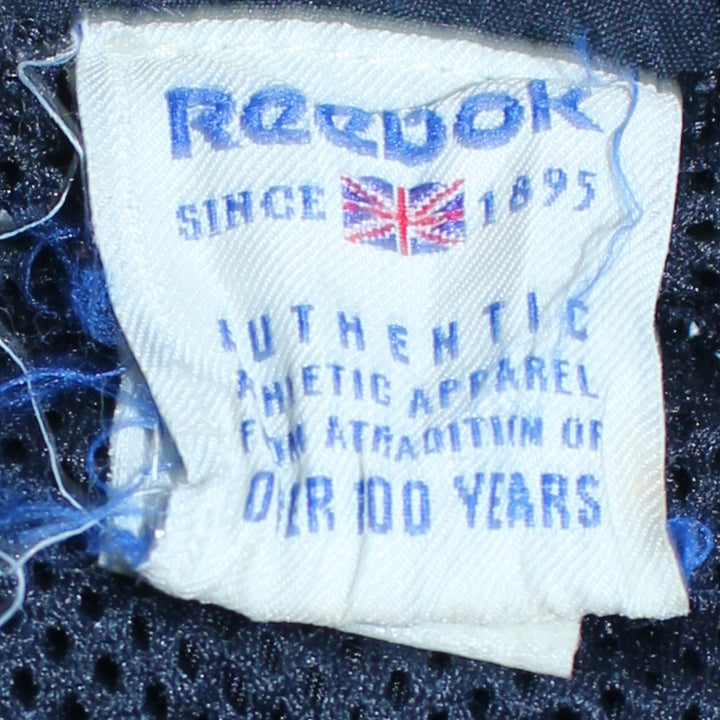 Reebok
SINCE 1895
AUTHENTIC
ATHLETIC APPAREL
FROM A TRADITION OF
OVER 100 YEARS